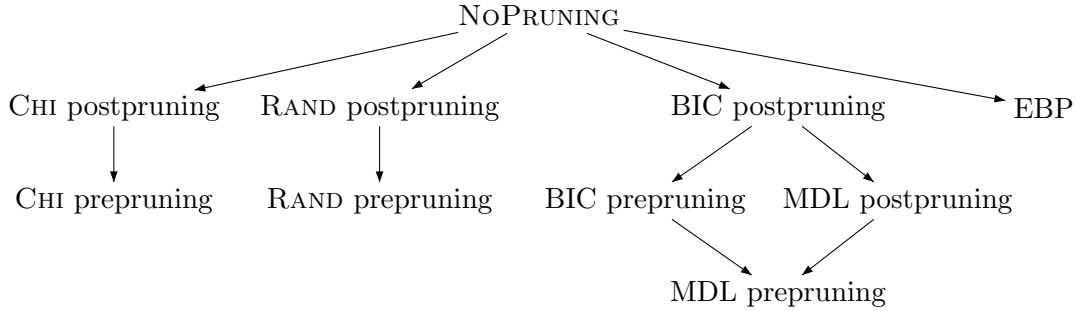 NOPRUNING
CHI postpruning RAND postpruning BIC postpruning EBP
CHI prepruning RAND prepruning BIC prepruning MDL postpruning
MDL prepruning